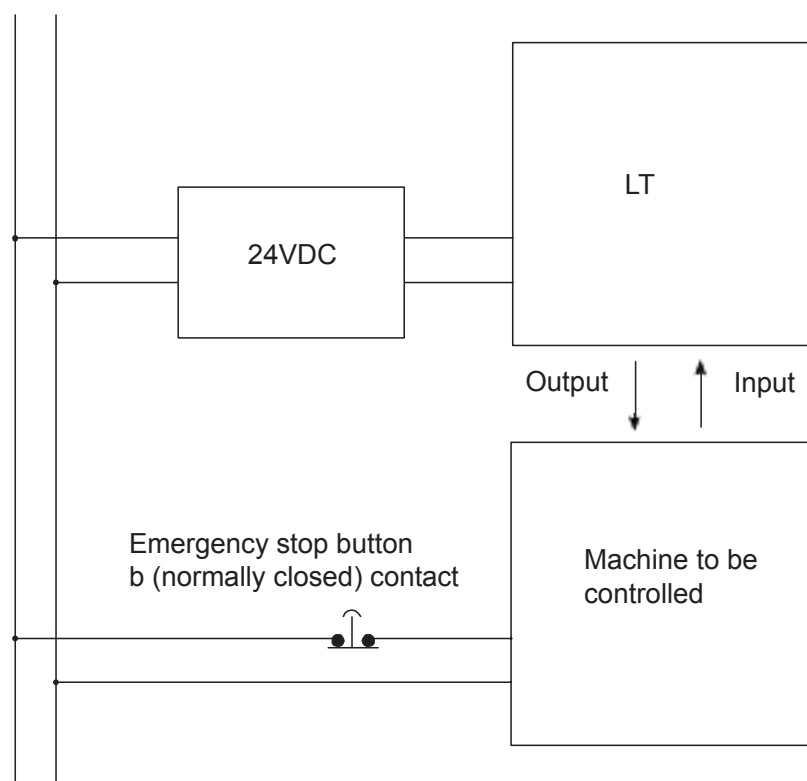 LT
24VDC
Output
Input
Emergency stop button
b (normally closed) contact
Machine to be
controlled